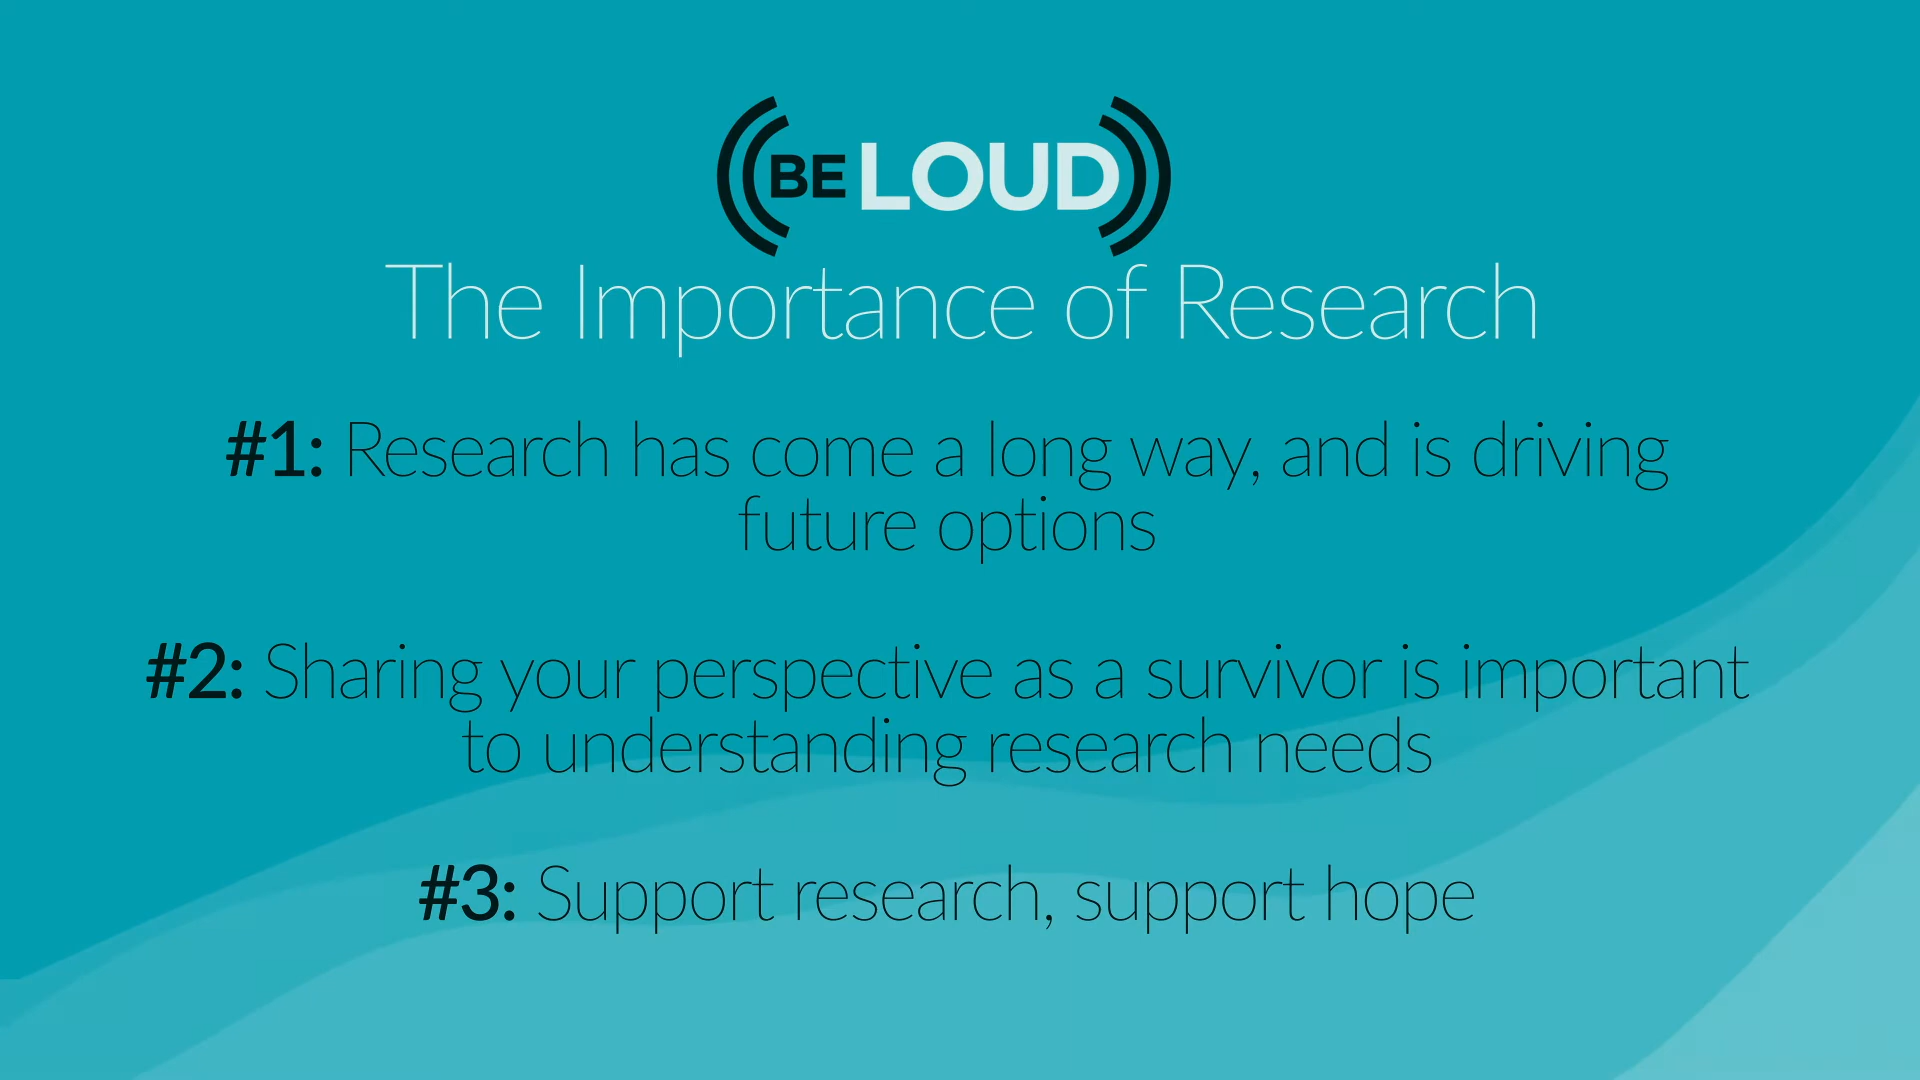 BE LOUD
The Importance of Research
#1: Research has come a long way, and is driving
future options
#2: Sharing your perspective as a survivor is important
to understanding research needs
#3: Support research, support hope